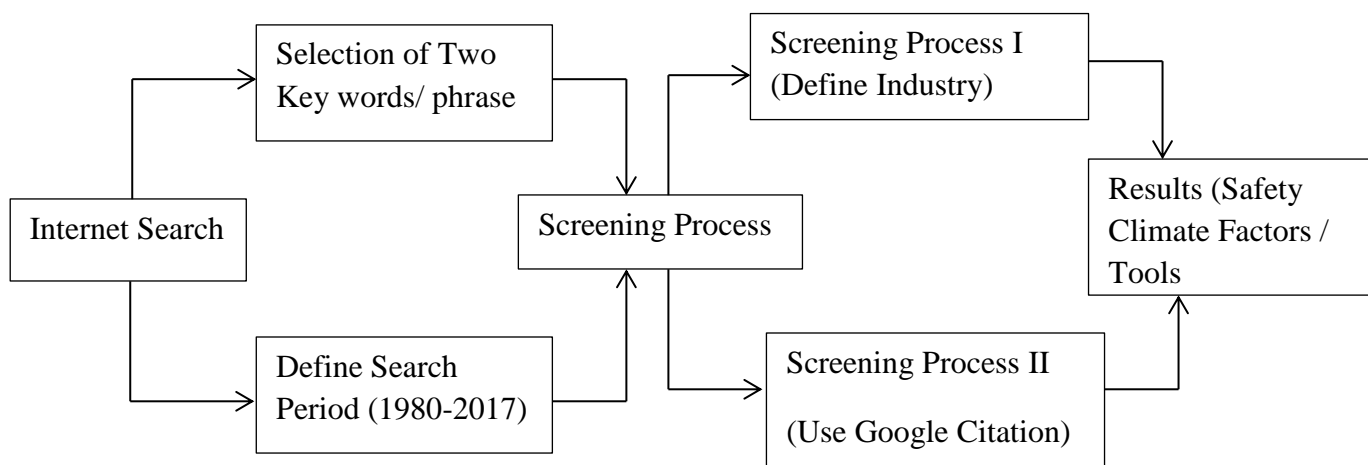 Internet Search
Selection of Two
Key words/ phrase
Define Search
Period (1980-2017)
Screening Process
Screening Process I
(Define Industry)
Screening Process II
(Use Google Citation)
Results (Safety
Climate Factors /
Tools